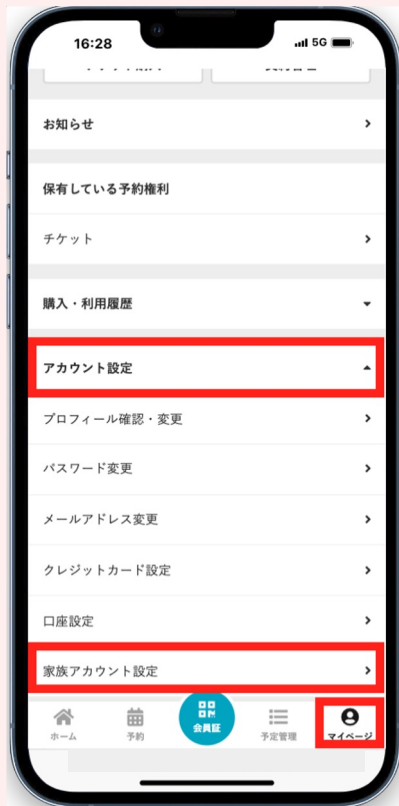 16:28
5G
お知らせ
保有している予約権利
チケット
購入・利用履歴
アカウント設定
プロフィール確認・変更
パスワード変更
メールアドレス変更
クレジットカード設定
口座設定
家族アカウント設定
ホーム
予約
会員証
予定管理
マイページ